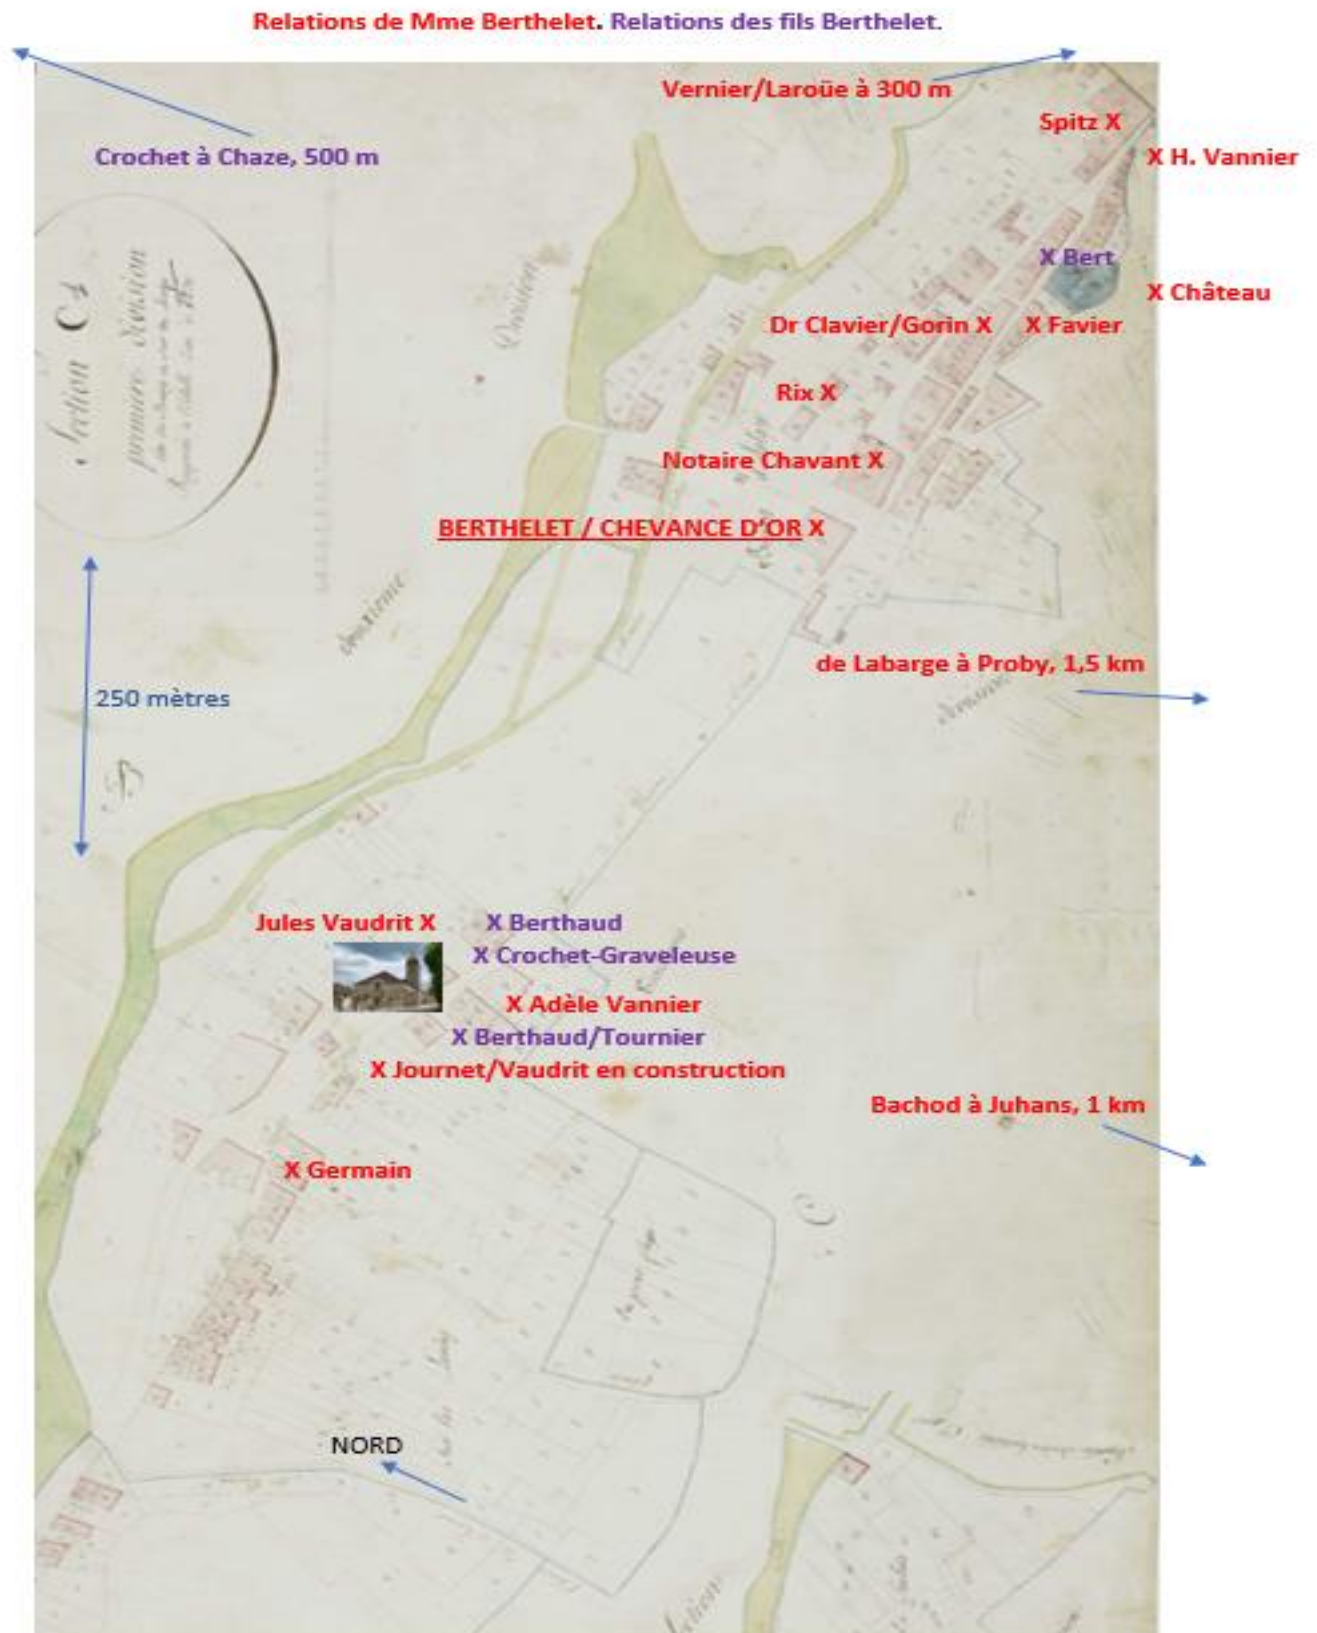 Relations de Mme Berthelet. Relations des fils Berthelet.
Vernier/Laroüe à 300 m
Spitz X
Crochet à Chaze, 500 m
X H. Vannier
Section C
première division
Division
X Bert
X Château
Dr Clavier/Gorin X
X Favier
Rix X
Notaire Chavant X
BERTHELET / CHEVANCE D'OR X
deuxième
de Labarge à Proby, 1,5 km
250 mètres
Jules Vaudrit X
X Berthaud
X Crochet-Graveleuse
X Adèle Vannier
X Berthaud/Tournier
X Journet/Vaudrit en construction
Bachod à Juhans, 1 km
X Germain
C
NORD
Section